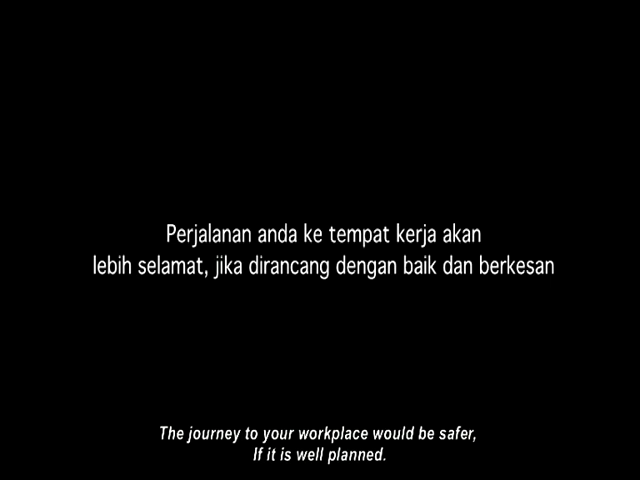 Perjalanan anda ke tempat kerja akan
lebih selamat, jika dirancang dengan baik dan berkesan
The journey to your workplace would be safer,
If it is well planned.